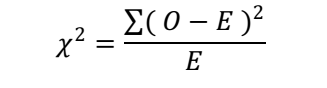 χ² = Σ( O − E )² / E